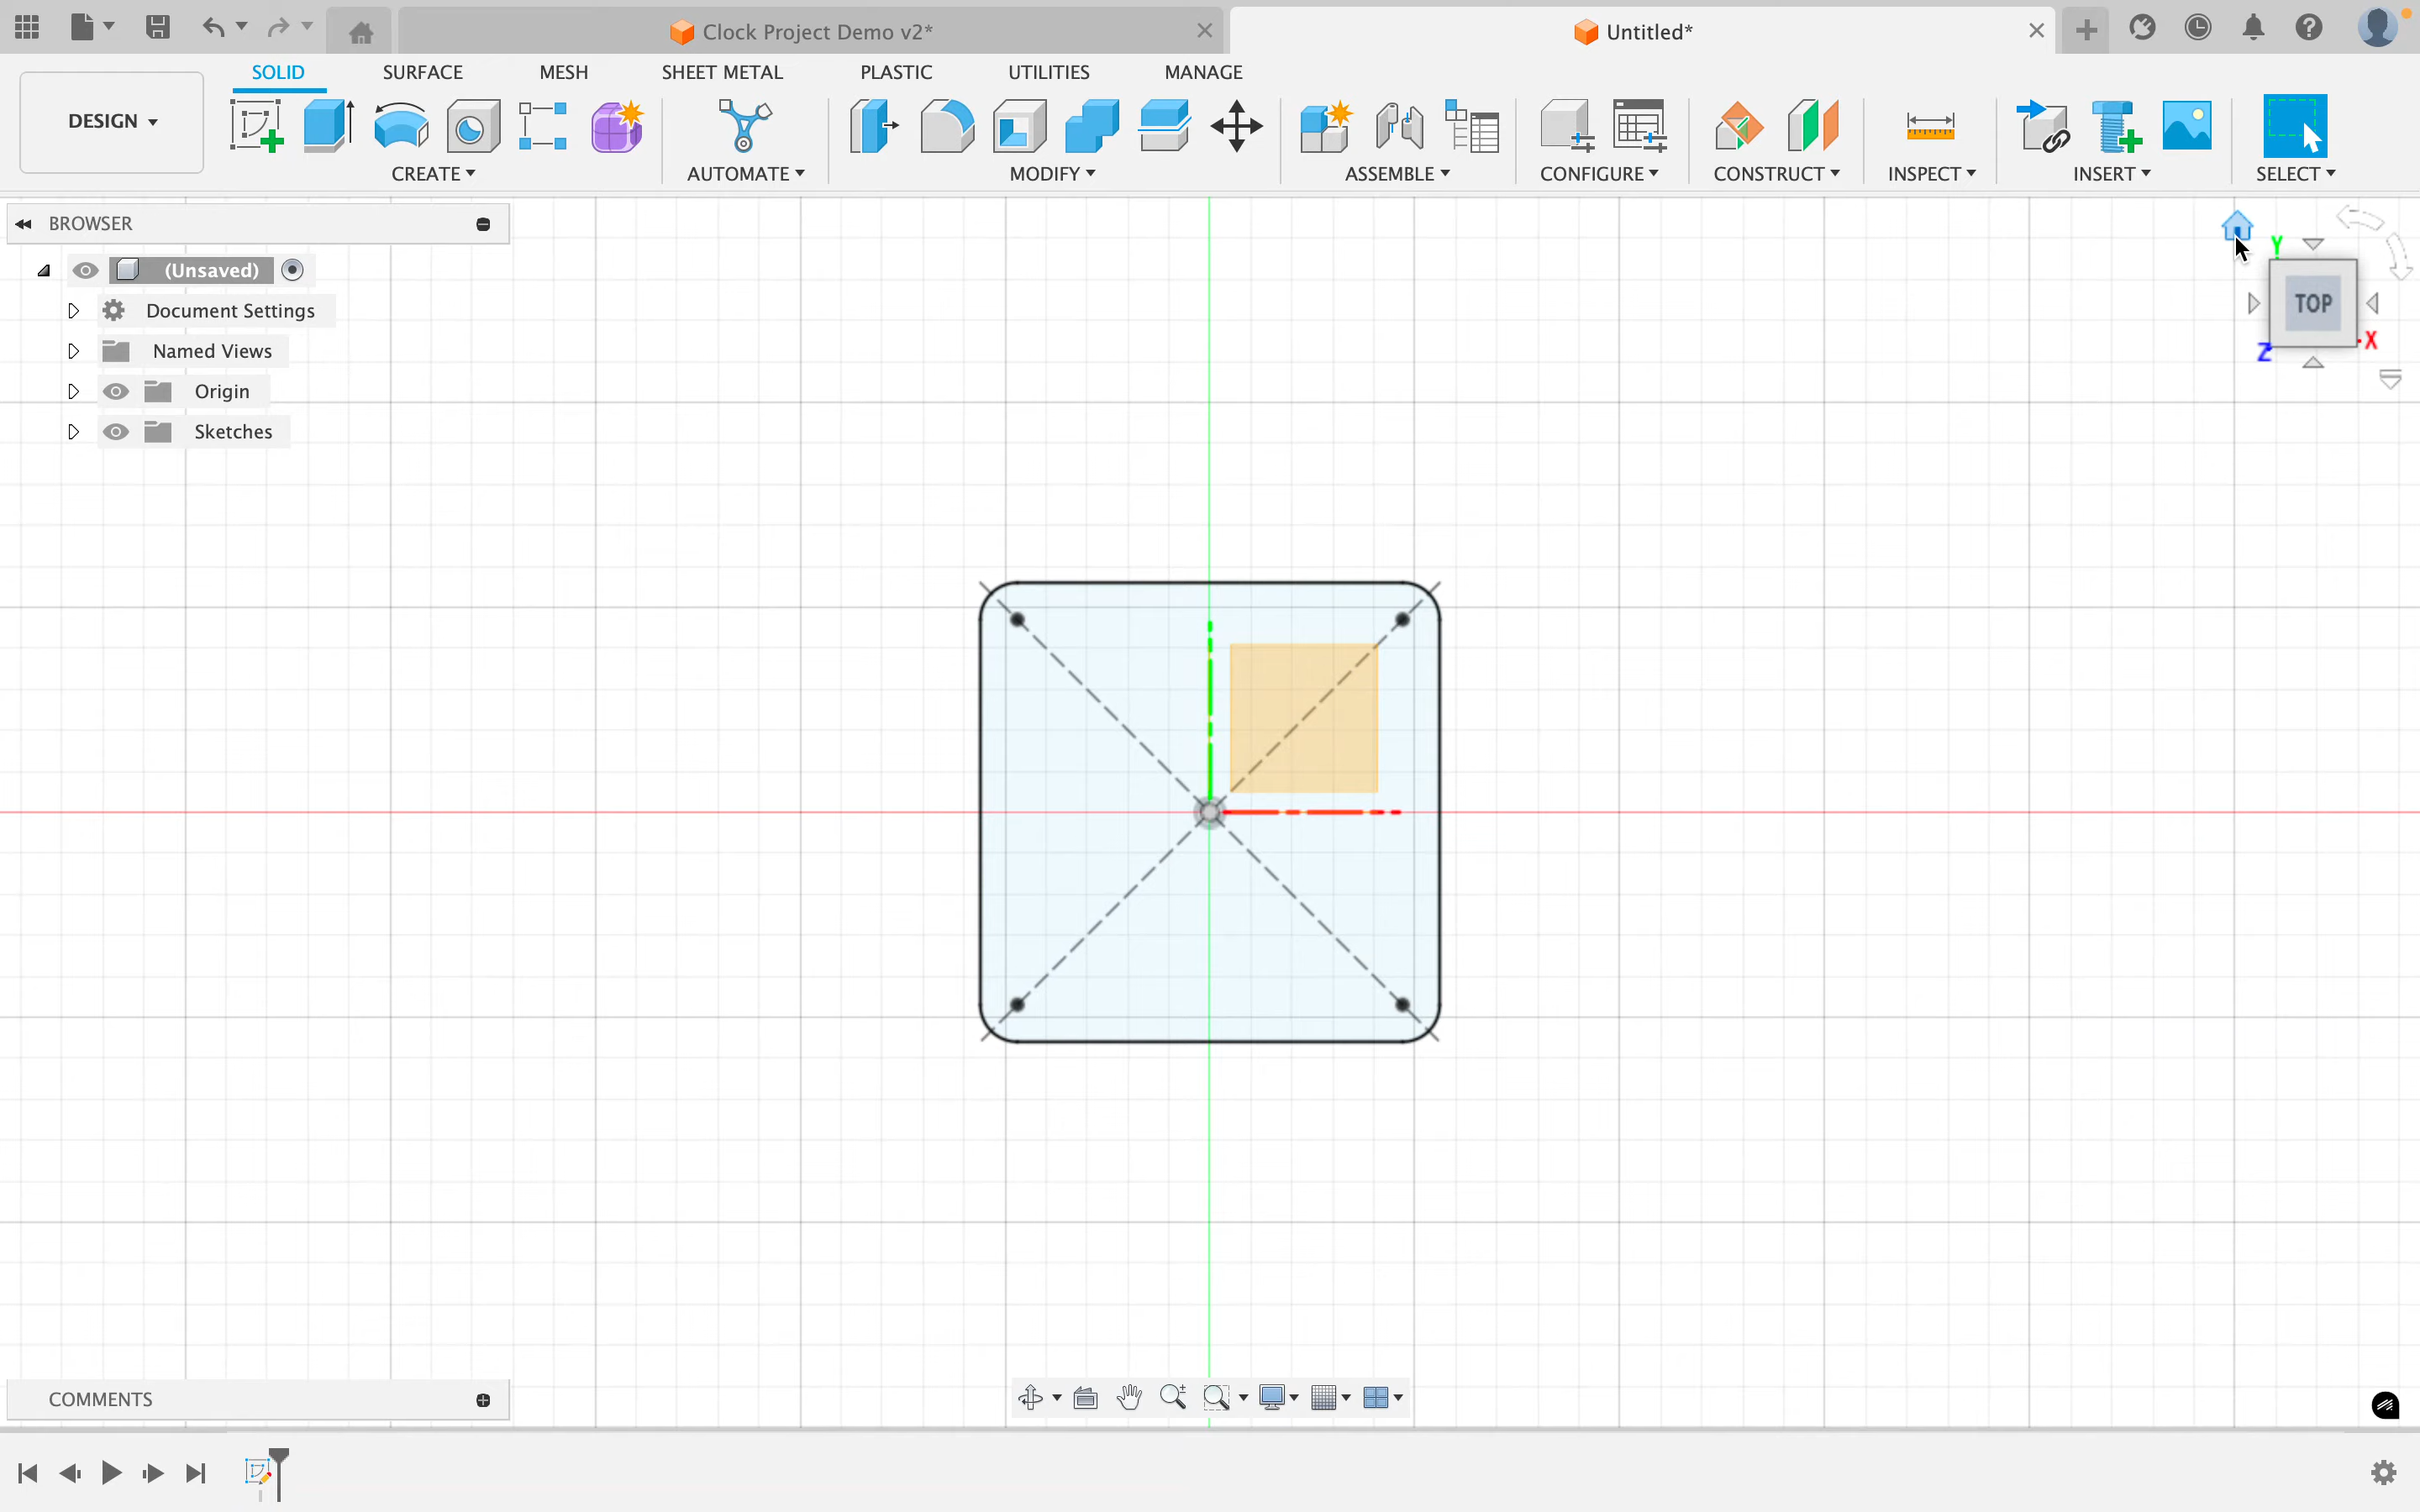 Clock Project Demo v2*
Untitled*
SOLID
SURFACE
MESH
SHEET METAL
PLASTIC
UTILITIES
MANAGE
DESIGN
CREATE
AUTOMATE
MODIFY
ASSEMBLE
CONFIGURE
CONSTRUCT
INSPECT
INSERT
SELECT
BROWSER
(Unsaved)
Document Settings
Named Views
Origin
Sketches
Y
TOP
X
Z
COMMENTS